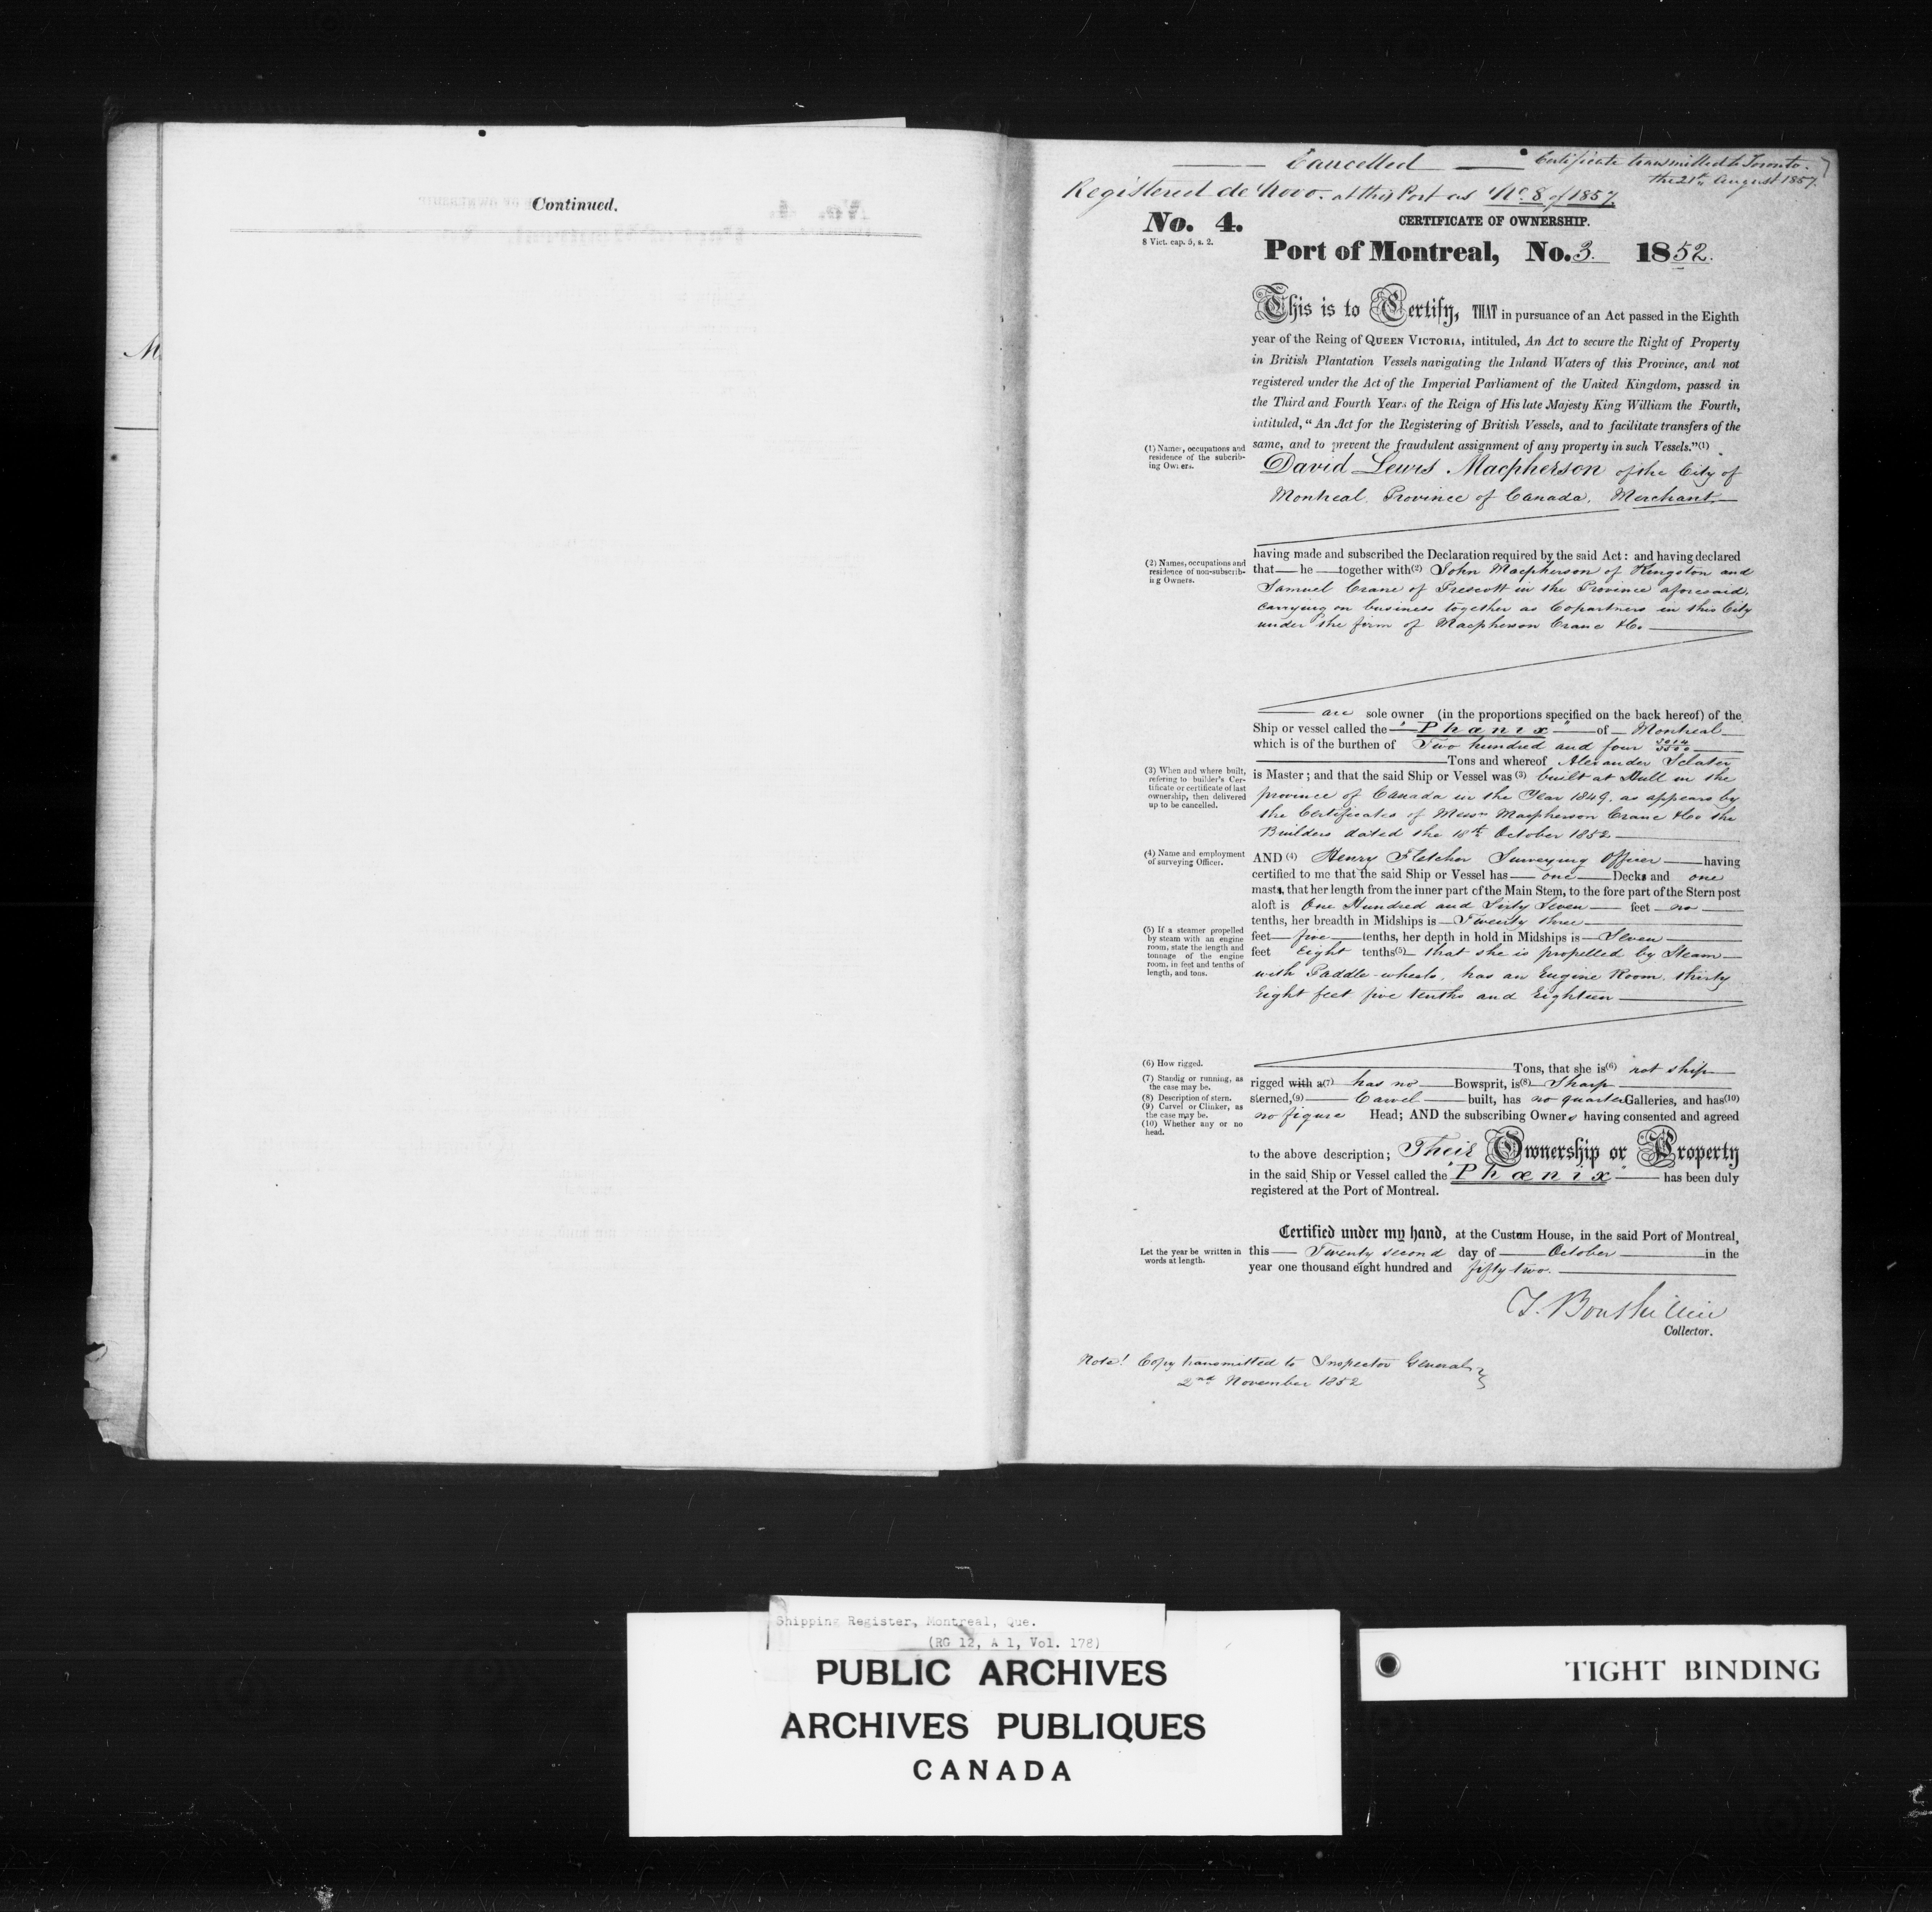 Continued.
M
Cancelled
Certificate transmitted to Toronto.
the 21st August 1857.
Registered de Novo. at this Port as No. 8 of 1857.
No. 4.
8 Vict. cap. 5, s. 2.
CERTIFICATE OF OWNERSHIP.
Port of Montreal, No. 3. 1852.
This is to Certify, THAT in pursuance of an Act passed in the Eighth
year of the Reing of QUEEN VICTORIA, intituled, An Act to secure the Right of Property
in British Plantation Vessels navigating the Inland Waters of this Province, and not
registered under the Act of the Imperial Parliament of the United Kingdom, passed in
the Third and Fourth Years of the Reign of His late Majesty King William the Fourth,
intituled, "An Act for the Registering of British Vessels, and to facilitate transfers of the
same, and to prevent the fraudulent assignment of any property in such Vessels."(1)
(1) Names, occupations and
residence of the subcrib-
ing Owners.
David Lewis Macpherson of the City of
Montreal. Province of Canada. Merchant
having made and subscribed the Declaration required by the said Act: and having declared
(2) Names, occupations and
residence of non-subscrib-
ing Owners.
that he together with(2) John Macpherson of Kingston and
Samuel Crane of Prescott in the Province aforesaid.
carrying on business together as Copartners in this City
under the firm of Macpherson Crane & Co
are sole owner (in the proportions specified on the back hereof) of the
Ship or vessel called the "Phœnix" of Montreal
which is of the burthen of Two hundred and four
Tons and whereof Alexander Sclater
(3) When and where built,
refering to builder's Cer-
tificate or certificate of last
ownership, then delivered
up to be cancelled.
is Master; and that the said Ship or Vessel was (3) built at Hull in the
province of Canada in the Year 1849. as appears by
the Certificates of Messrs Macpherson Crane & Co the
Builders dated the 18th October 1852
(4) Name and employment
of surveying Officer.
AND (4) Henry Fletcher Surveying Officer having
certified to me that the said Ship or Vessel has one Decks and one
masts, that her length from the inner part of the Main Stem, to the fore part of the Stern post
aloft is One Hundred and Sixty Seven feet no
tenths, her breadth in Midships is Twenty three
(5) If a steamer propelled
by steam with an engine
room, state the length and
tonnage of the engine
room, in feet and tenths of
length, and tons.
feet five tenths, her depth in hold in Midships is Seven
feet Eight tenths(5) that she is propelled by Steam
with Paddle-wheels, has an Engine Room, thirty
Eight feet five tenths and Eighteen
(6) How rigged.
Tons, that she is(6) not ship
(7) Standig or running, as
the case may be.
rigged with a(7) has no Bowsprit, is(8) Sharp
(8) Description of stern.
(9) Carvel or Clinker, as
the case may be.
sterned,(9) Carvel built, has no quarter Galleries, and has(10)
(10) Whether any or no
head.
no figure Head; AND the subscribing Owners having consented and agreed
to the above description; Their Ownership or Property
in the said Ship or Vessel called the "Phœnix" has been duly
registered at the Port of Montreal.
Certified under my hand, at the Custom House, in the said Port of Montreal,
Let the year be written in
words at length.
this Twenty second day of October in the
year one thousand eight hundred and fifty two.
Collector.
Note! Copy transmitted to Inspector General
2nd November 1852
Shipping Register, Montreal, Que.
(RG 12, A 1, Vol. 178)
PUBLIC ARCHIVES
ARCHIVES PUBLIQUES
CANADA
TIGHT BINDING